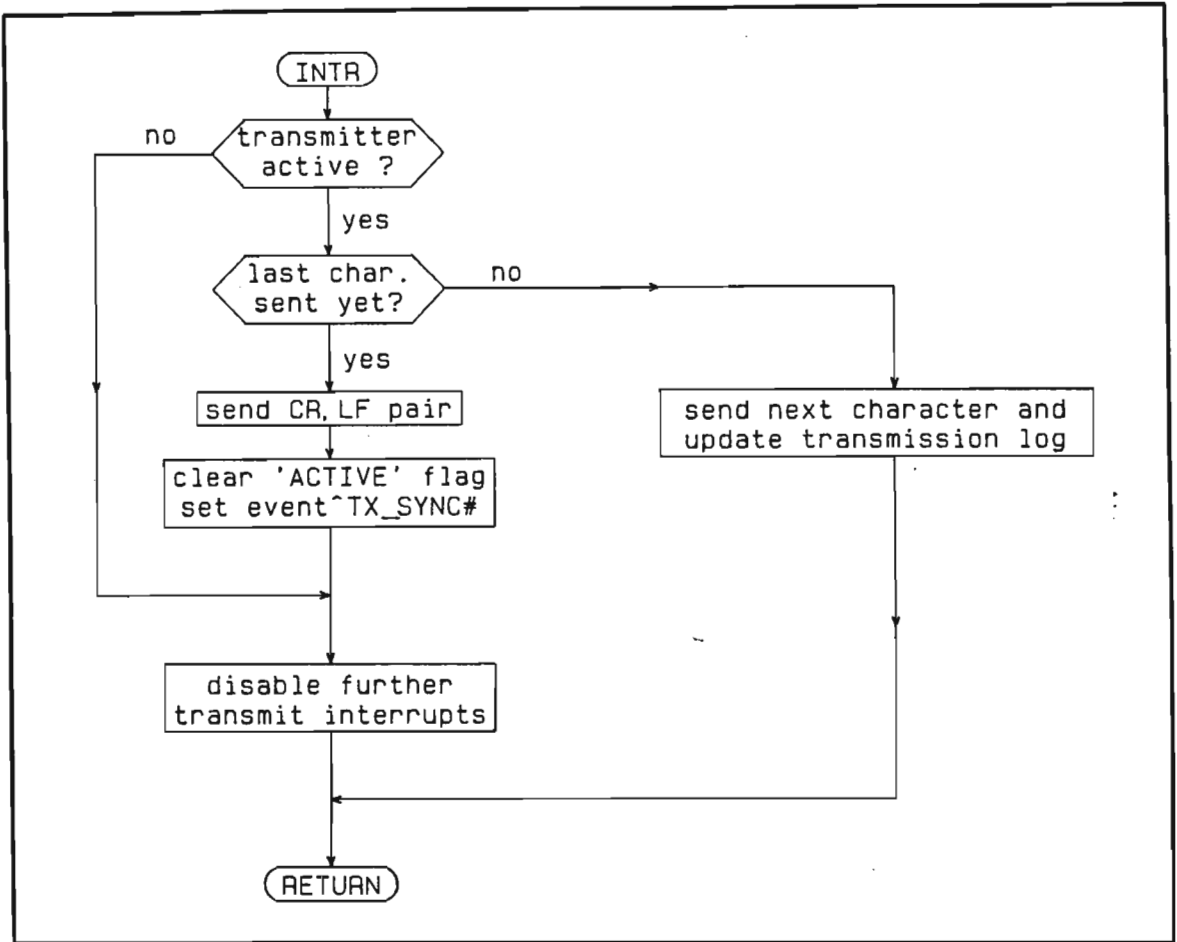 INTR
no
transmitter
active ?
yes
last char.
sent yet?
no
yes
send CR,LF pair
send next character and
update transmission log
clear 'ACTIVE' flag
set event^TX_SYNC#
disable further
transmit interrupts
RETURN